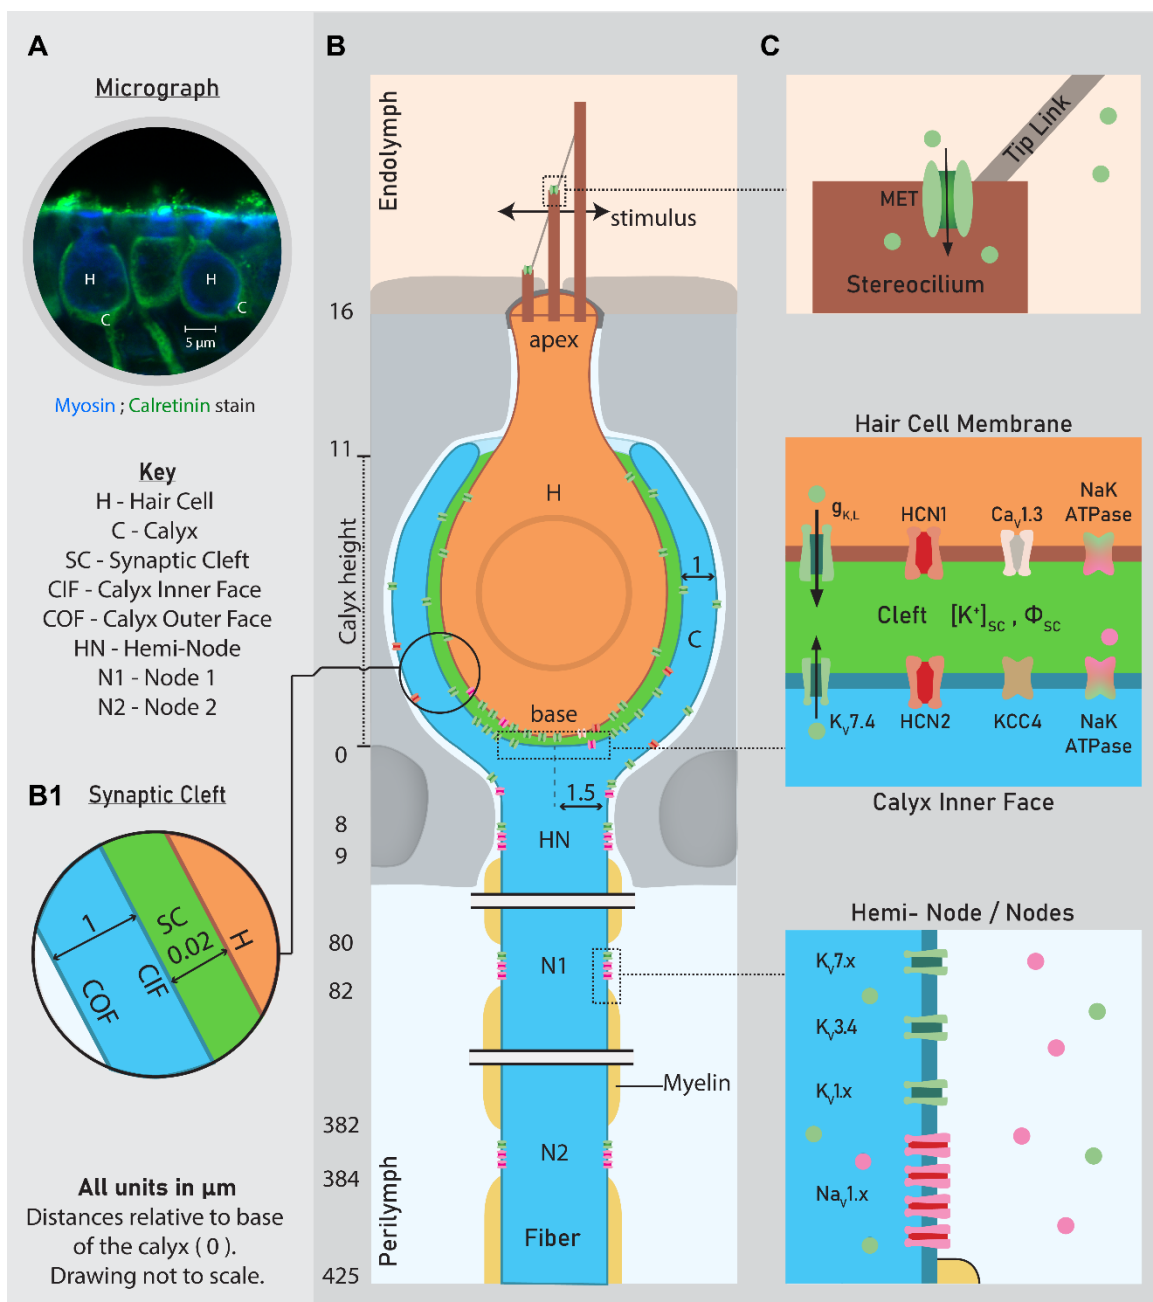 A
Micrograph
H
H
C
C
5 µm
Myosin ; Calretinin stain
Key
H - Hair Cell
C - Calyx
SC - Synaptic Cleft
CIF - Calyx Inner Face
COF - Calyx Outer Face
HN - Hemi-Node
N1 - Node 1
N2 - Node 2
B1
Synaptic Cleft
1
SC
0.02
H
CIF
COF
All units in µm
Distances relative to base
of the calyx ( 0 ).
Drawing not to scale.
B
Endolymph
stimulus
16
apex
11
H
Calyx height
1
C
base
0
1.5
8
HN
9
80
N1
82
Myelin
382
N2
384
Perilymph
Fiber
425
C
Tip Link
MET
Stereocilium
Hair Cell Membrane
gK,L
HCN1
CaV1.3
NaK
ATPase
Cleft [K⁺]SC , ΦSC
KV7.4
HCN2
KCC4
NaK
ATPase
Calyx Inner Face
Hemi- Node / Nodes
KV7.x
KV3.4
KV1.x
NaV1.x